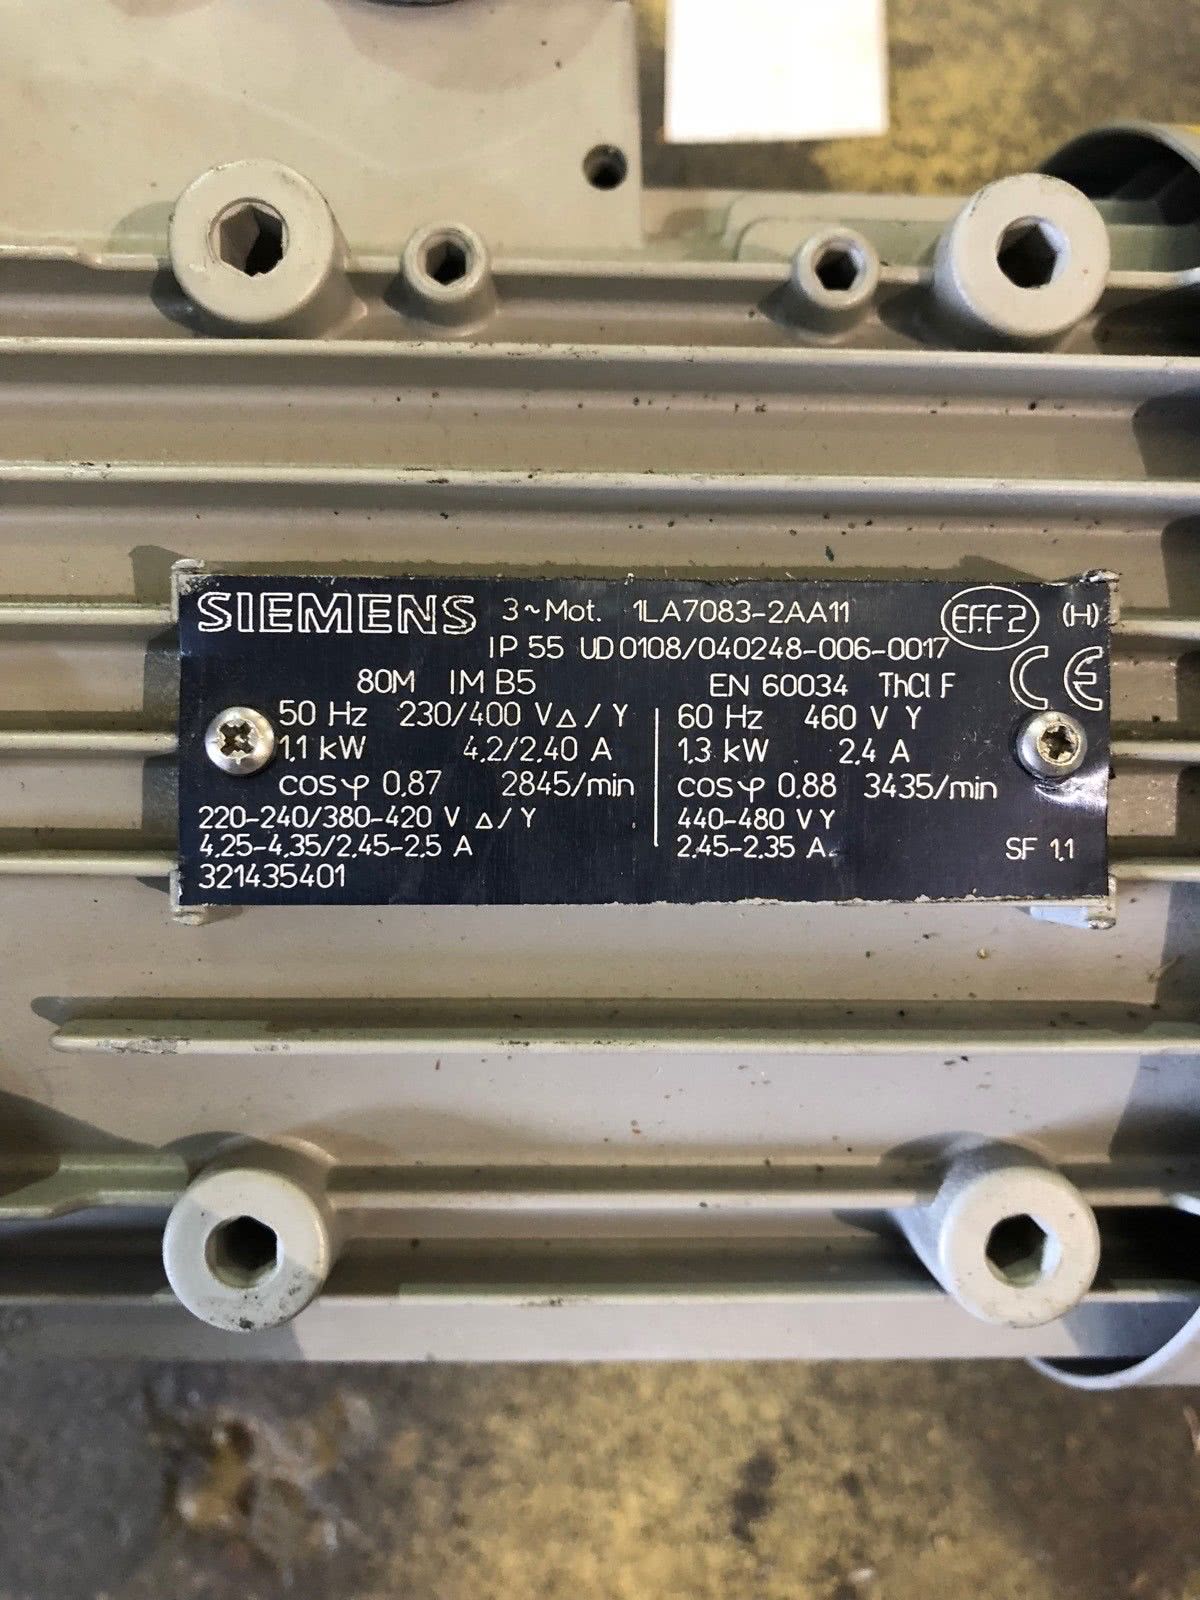 SIEMENS 3~Mot. 1LA7083-2AA11 EFF2 (H)
IP 55 UD 0108/040248-006-0017
80M IM B5 EN 60034 ThCl F CE
50 Hz 230/400 V Δ/Y 60 Hz 460 V Y
1,1 kW 4.2/2.40 A 1.3 kW 2.4 A
cosφ 0,87 2845/min cosφ 0.88 3435/min
220-240/380-420 V Δ/Y 440-480 V Y
4.25-4.35/2.45-2.5 A 2.45-2.35 A SF 1.1
321435401